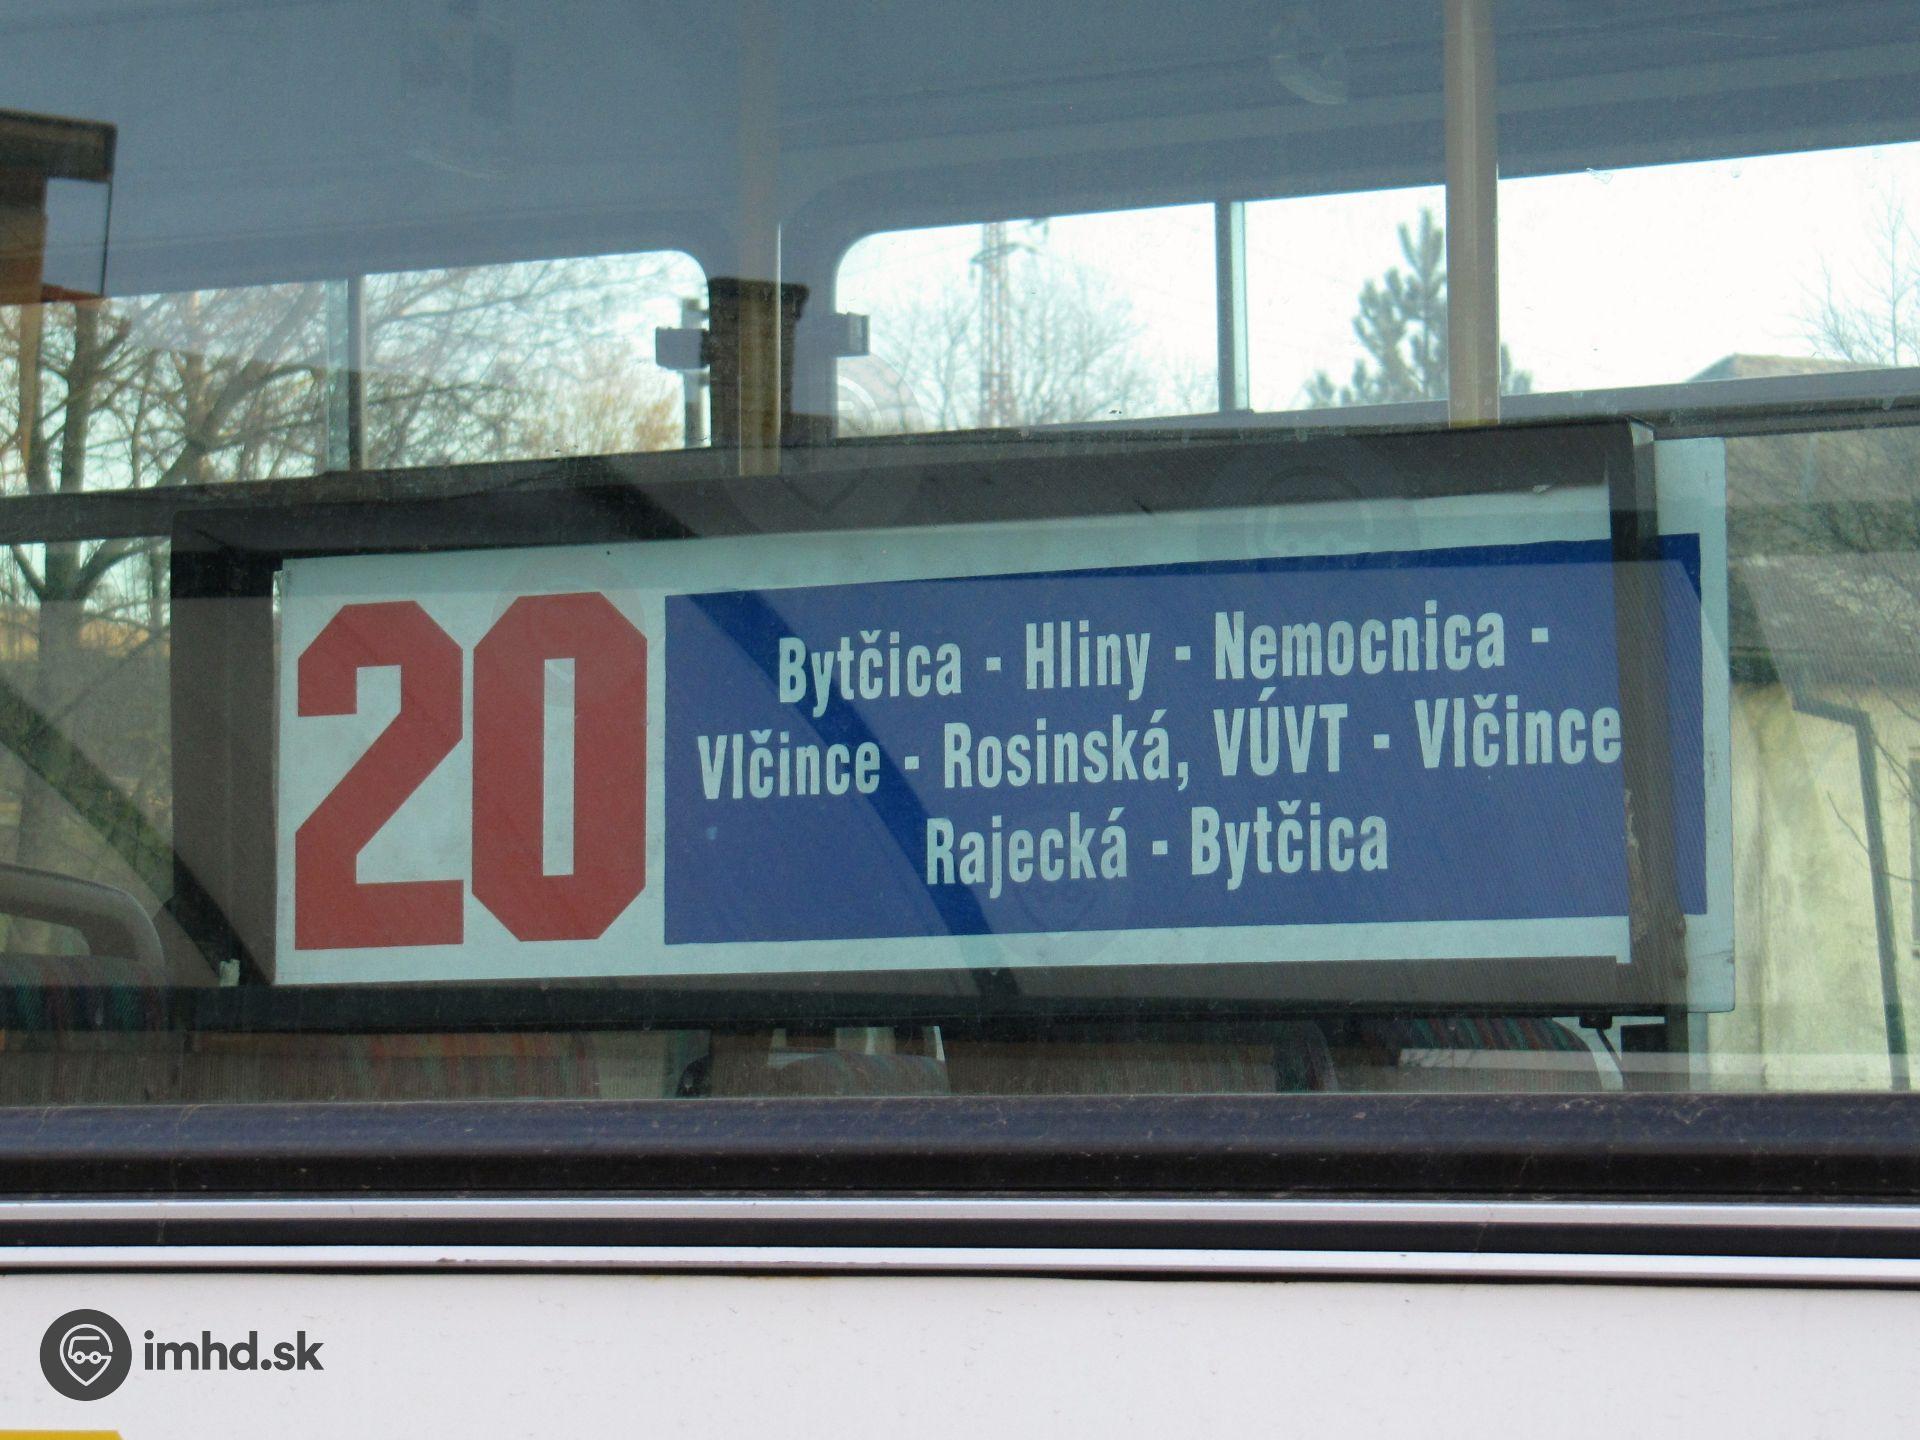 20
Bytčica - Hliny - Nemocnica -
Vlčince - Rosinská, VÚVT - Vlčince
Rajecká - Bytčica
imhd.sk